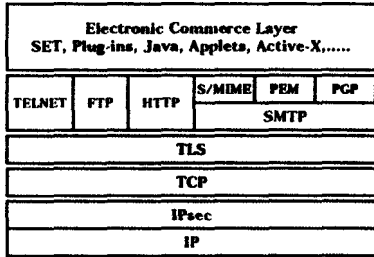 Electronic Commerce Layer
SET, Plug-ins, Java, Applets, Active-X,.....
TELNET FTP HTTP S/MIME PEM PGP
SMTP
TLS
TCP
IPsec
IP